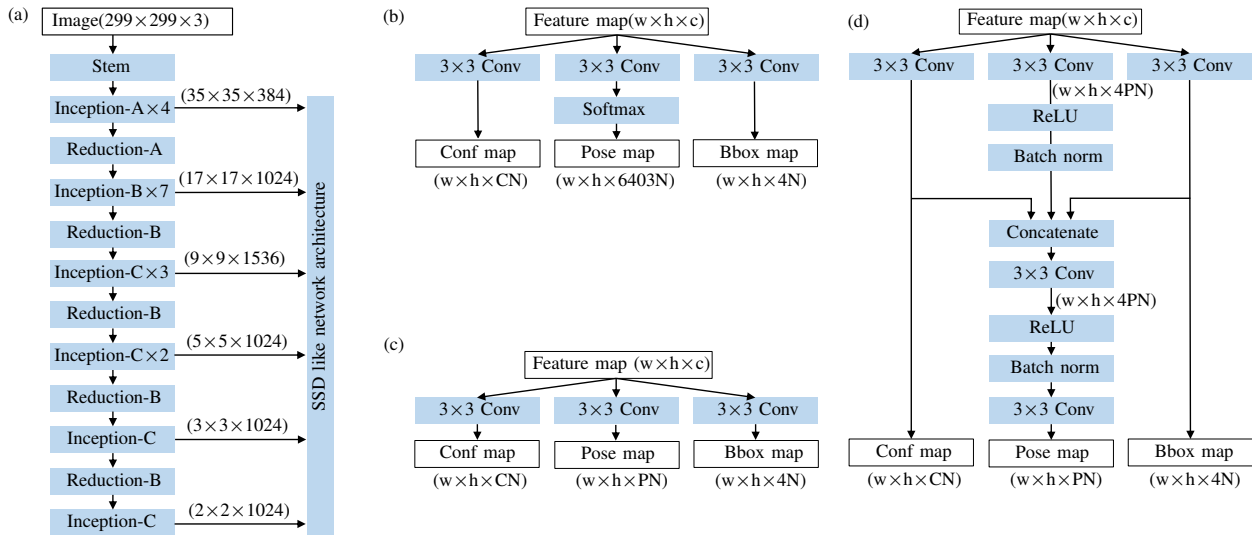 (a)
Image(299×299×3)
Stem
Inception-A×4
(35×35×384)
Reduction-A
Inception-B×7
(17×17×1024)
Reduction-B
Inception-C×3
(9×9×1536)
Reduction-B
Inception-C×2
(5×5×1024)
Reduction-B
Inception-C
(3×3×1024)
Reduction-B
Inception-C
(2×2×1024)
SSD like network architecture
(b)
Feature map(w×h×c)
3×3 Conv
3×3 Conv
3×3 Conv
Softmax
Conf map
Pose map
Bbox map
(w×h×CN)
(w×h×6403N)
(w×h×4N)
(c)
Feature map (w×h×c)
3×3 Conv
3×3 Conv
3×3 Conv
Conf map
Pose map
Bbox map
(w×h×CN)
(w×h×PN)
(w×h×4N)
(d)
Feature map(w×h×c)
3×3 Conv
3×3 Conv
3×3 Conv
(w×h×4PN)
ReLU
Batch norm
Concatenate
3×3 Conv
(w×h×4PN)
ReLU
Batch norm
3×3 Conv
Conf map
Pose map
Bbox map
(w×h×CN)
(w×h×PN)
(w×h×4N)